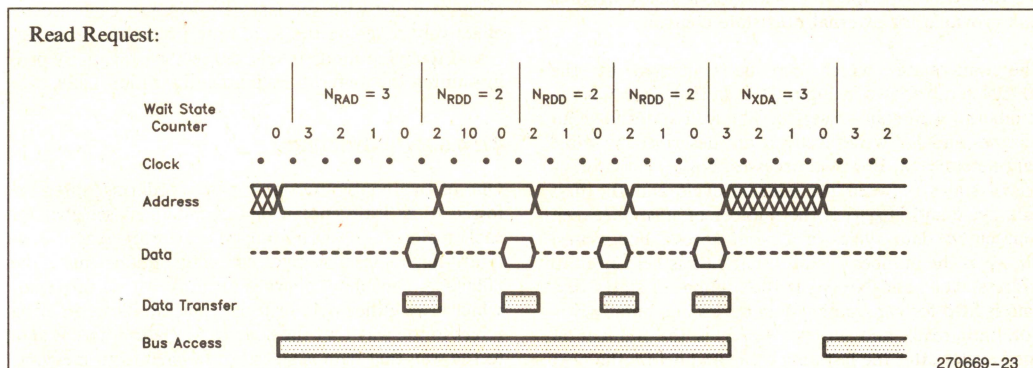 Read Request:
N_RAD = 3 N_RDD = 2 N_RDD = 2 N_RDD = 2 N_XDA = 3
Wait State
Counter
0 3 2 1 0 2 10 0 2 1 0 2 1 0 3 2 1 0 3 2
Clock
Address
Data
Data Transfer
Bus Access
270669-23